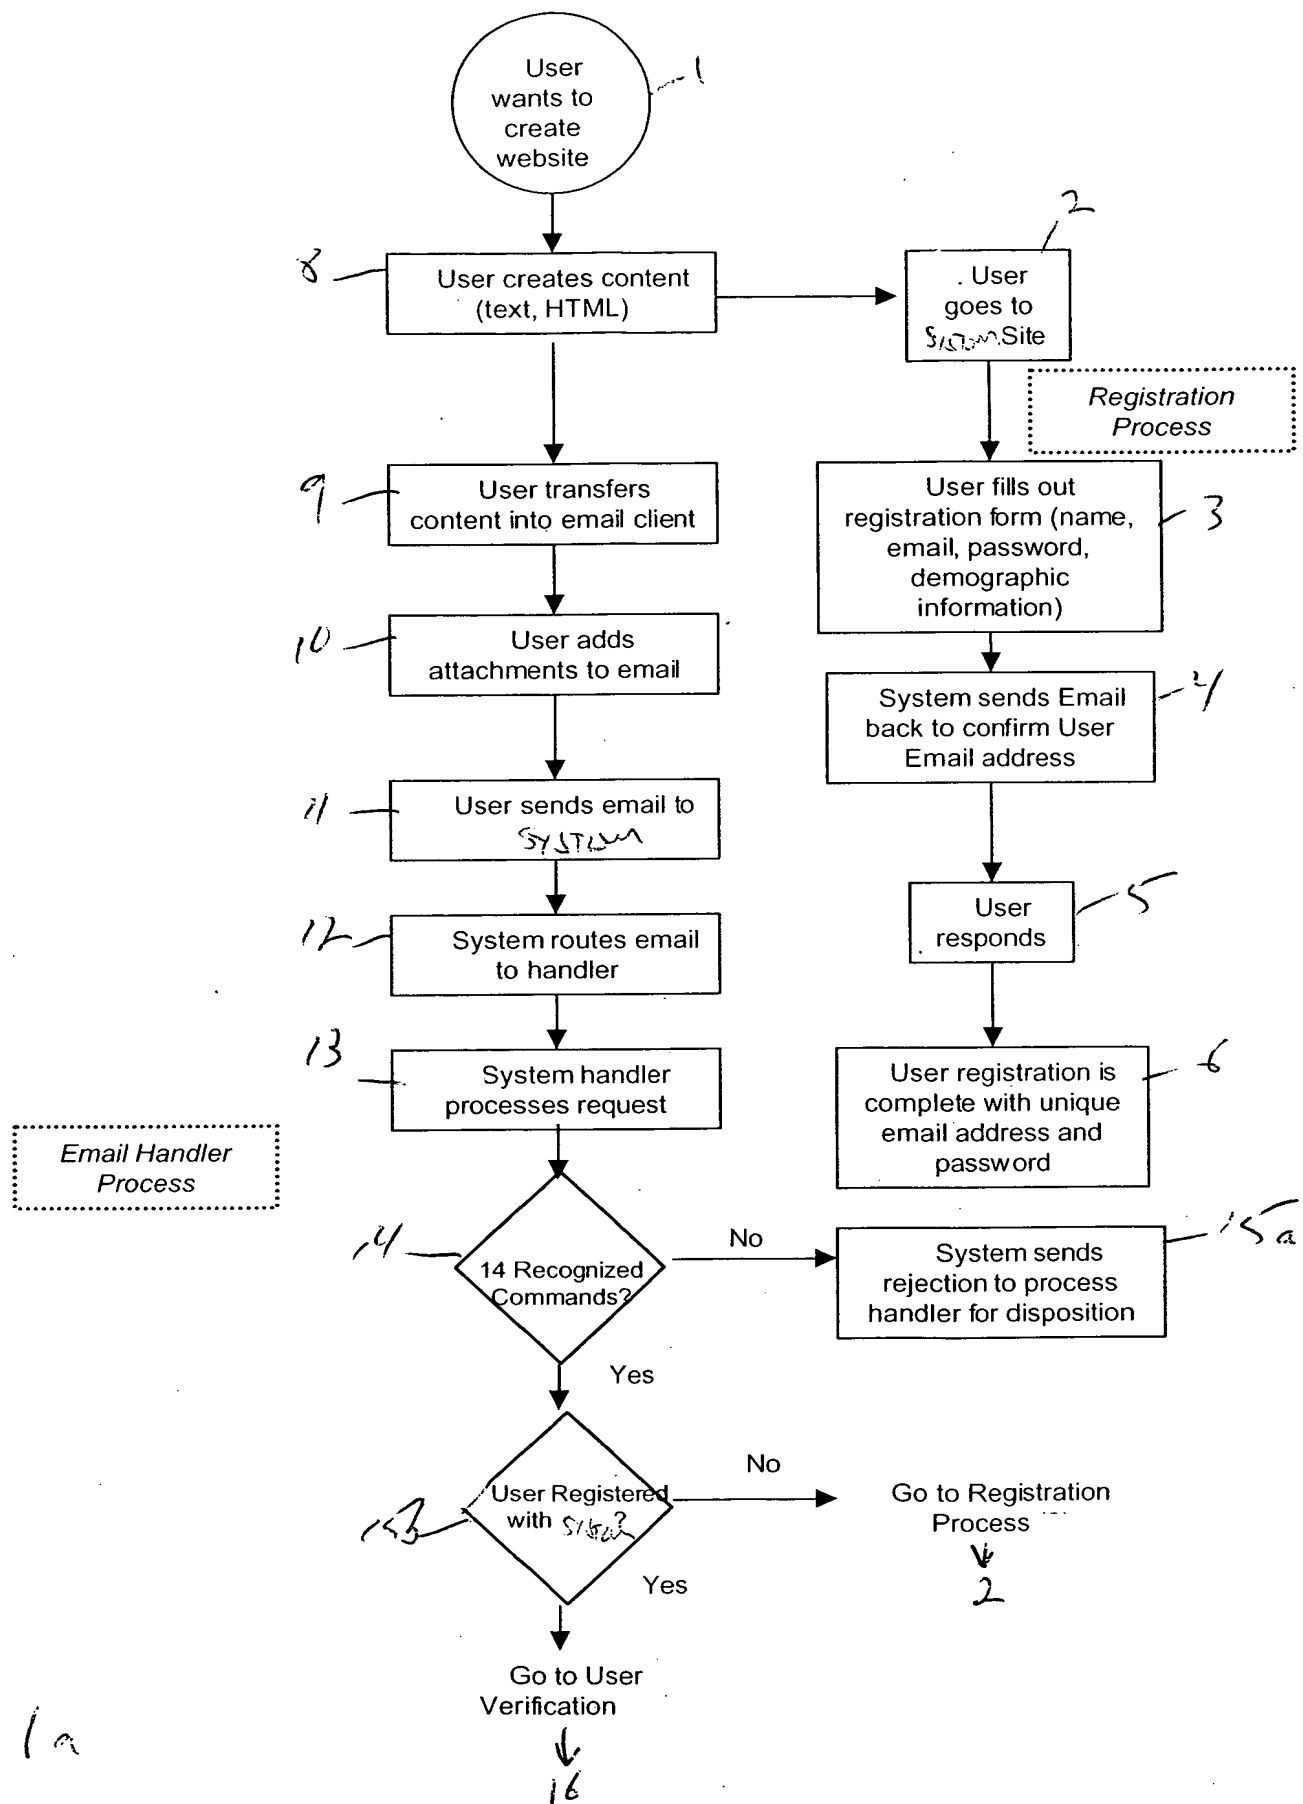 User
wants to
create
website
1
8
User creates content
(text, HTML)
2
. User
goes to
System Site
Registration
Process
9
User transfers
content into email client
User fills out
registration form (name,
email, password,
demographic
information)
3
10
User adds
attachments to email
System sends Email
back to confirm User
Email address
4
11
User sends email to
SYSTEM
User
responds
5
12
System routes email
to handler
13
System handler
processes request
User registration is
complete with unique
email address and
password
6
Email Handler
Process
14
14 Recognized
Commands?
No
System sends
rejection to process
handler for disposition
15a
Yes
User Registered
with System?
No
Go to Registration
Process
2
Yes
Go to User
Verification
16
1a